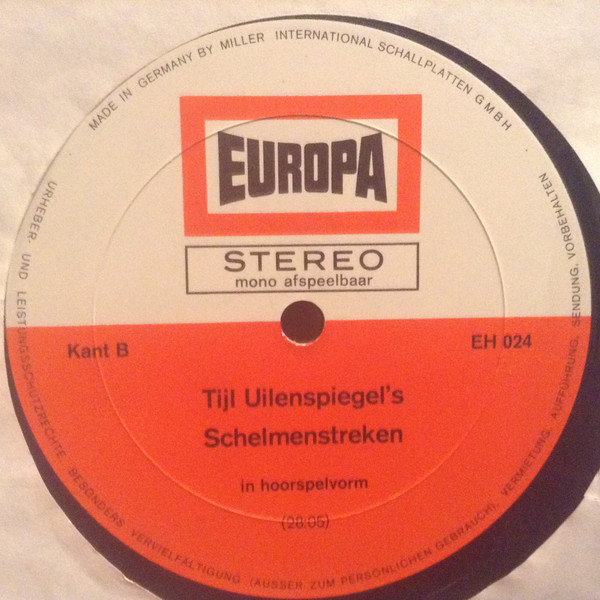 MADE IN GERMANY BY MILLER INTERNATIONAL SCHALLPLATTEN GMBH
EUROPA
STEREO
mono afspeelbaar
Kant B
EH 024
Tijl Uilenspiegel's
Schelmenstreken
in hoorspelvorm
(28.05)
URHEBER- UND LEISTUNGSSCHUTZRECHTE, BESONDERS VERVIELFÄLTIGUNG (AUSSER ZUM PERSÖNLICHEN GEBRAUCH), VERMIETUNG, AUFFÜHRUNG, SENDUNG, VORBEHALTEN